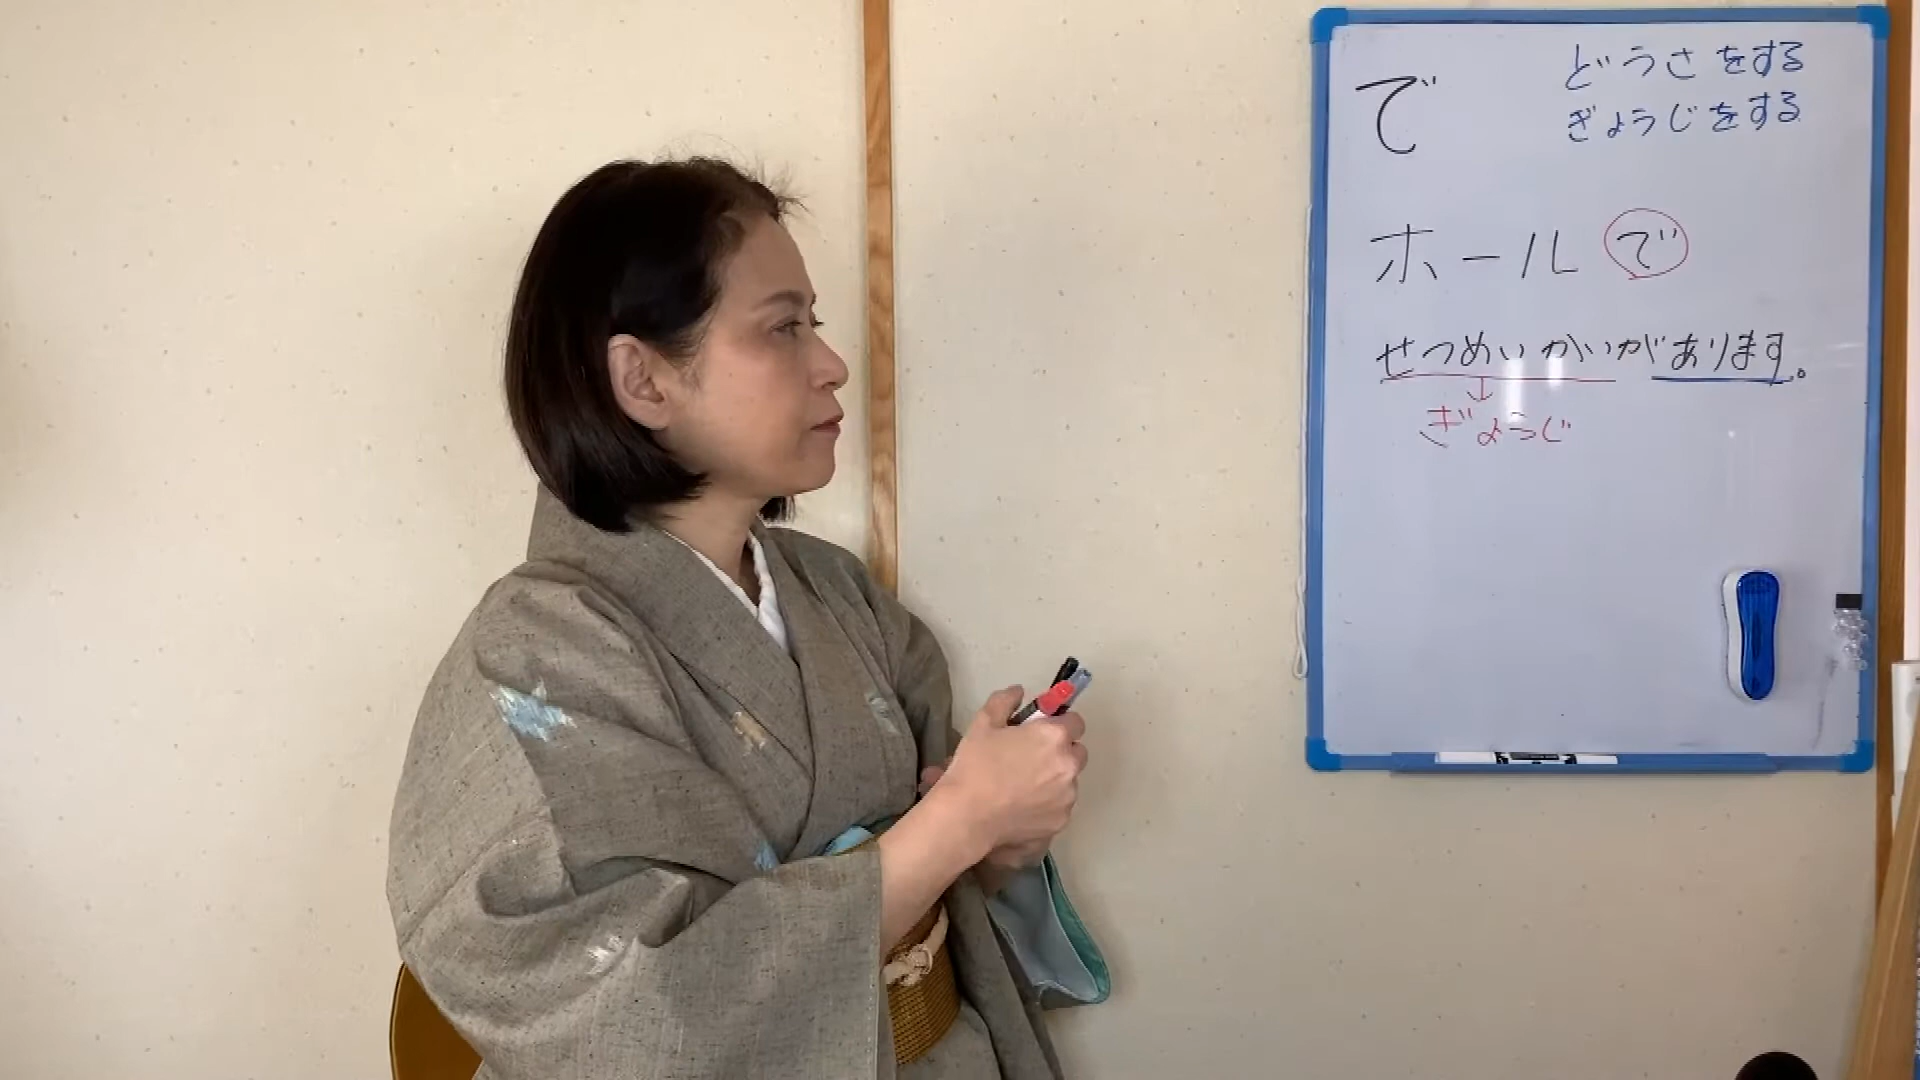 で
どうさをする
ぎょうじをする
ホールで
せつめいかいがあります。
↓
ぎょうじ